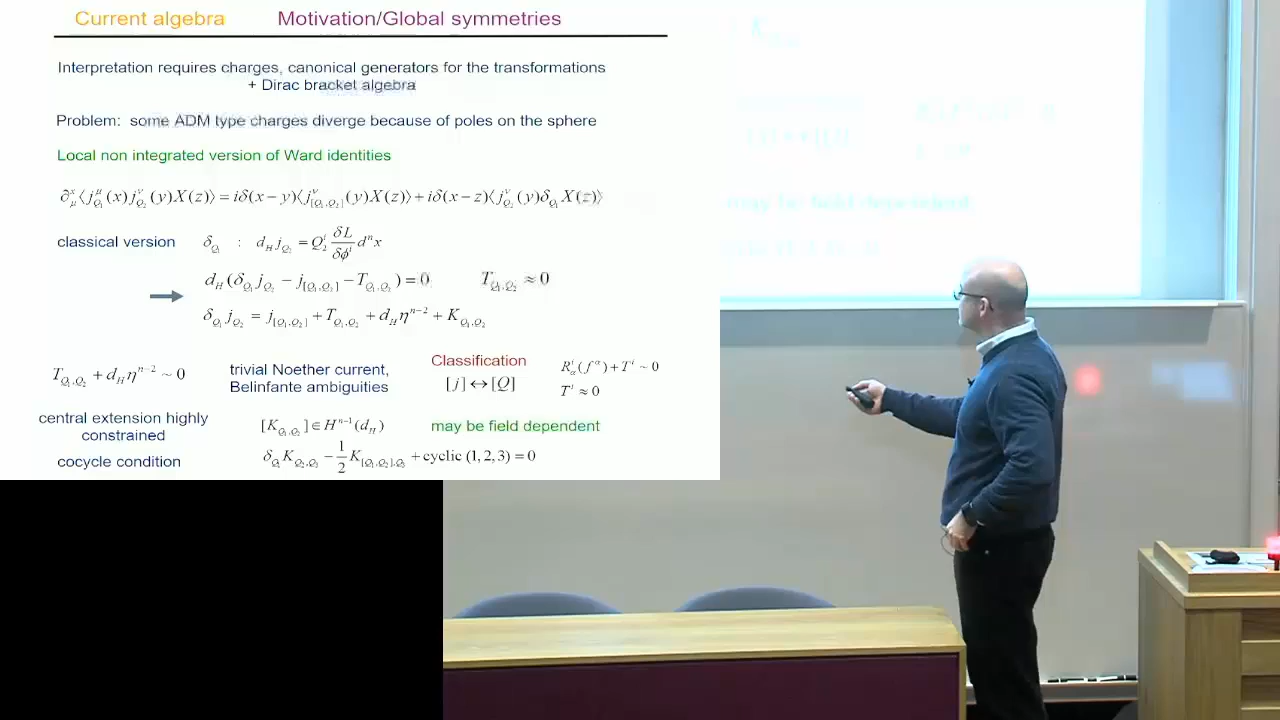 Current algebra Motivation/Global symmetries
Interpretation requires charges, canonical generators for the transformations
+ Dirac bracket algebra
Problem: some ADM type charges diverge because of poles on the sphere
Local non integrated version of Ward identities
∂^x_μ⟨j^μ_{Q_1}(x)j^ν_{Q_2}(y)X(z)⟩ = iδ(x−y)⟨j^ν_{[Q_1,Q_2]}(y)X(z)⟩ + iδ(x−z)⟨j^ν_{Q_2}(y)δ_{Q_1}X(z)⟩
classical version δ_{Q_1} : d_H j_{Q_2} = Q^i_2 δL/δφ^i d^n x
d_H(δ_{Q_1} j_{Q_2} − j_{[Q_1,Q_2]} − T_{Q_1,Q_2}) = 0 T_{Q_1,Q_2} ≈ 0
δ_{Q_1} j_{Q_2} = j_{[Q_1,Q_2]} + T_{Q_1,Q_2} + d_H η^{n−2} + K_{Q_1,Q_2}
T_{Q_1,Q_2} + d_H η^{n−2} ~ 0
trivial Noether current,
Belinfante ambiguities
Classification
[j] ↔ [Q]
R^i_α(f^α) + T^i ~ 0
T^i ≈ 0
central extension highly
constrained
[K_{Q_1,Q_2}] ∈ H^{n−1}(d_H)
may be field dependent
cocycle condition δ_{Q_1} K_{Q_2,Q_3} − 1/2 K_{[Q_1,Q_2],Q_3} + cyclic (1, 2, 3) = 0